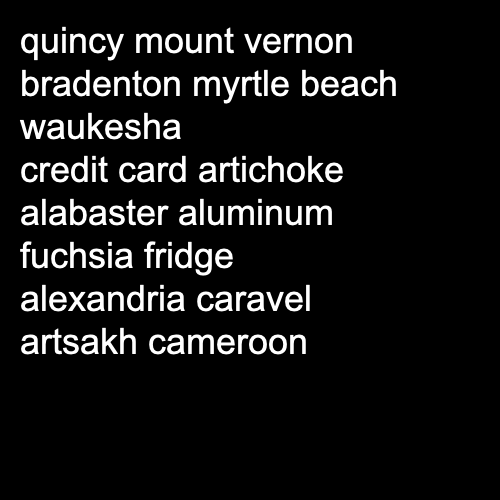 quincy mount vernon
bradenton myrtle beach
waukesha
credit card artichoke
alabaster aluminum
fuchsia fridge
alexandria caravel
artsakh cameroon